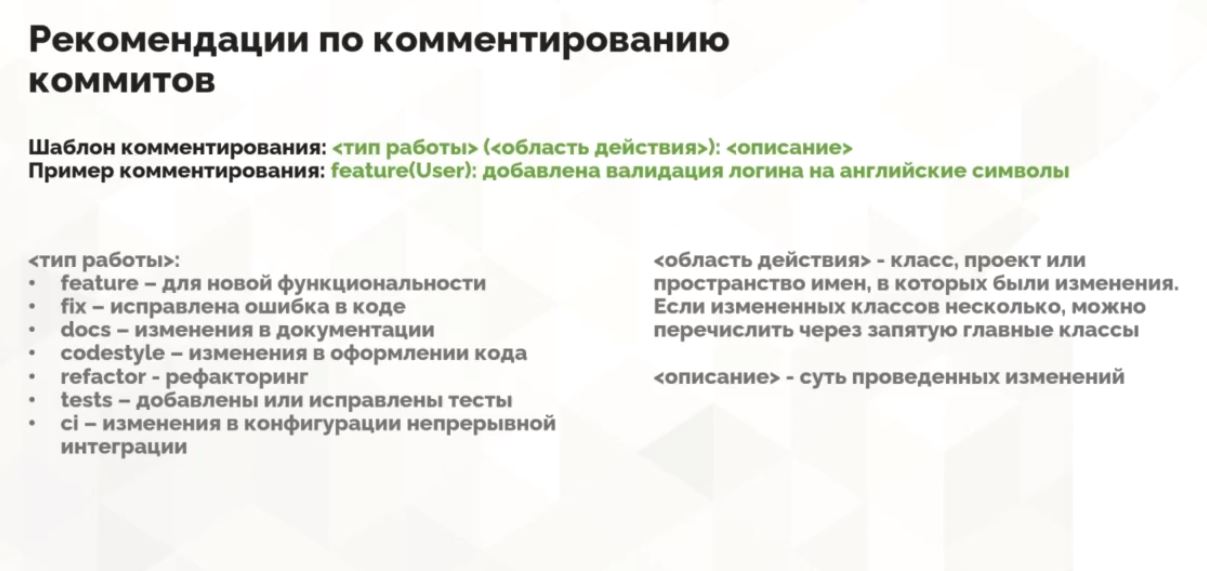 Рекомендации по комментированию
коммитов
Шаблон комментирования: <тип работы> (<область действия>): <описание>
Пример комментирования: feature(User): добавлена валидация логина на английские символы
<тип работы>:
• feature – для новой функциональности
• fix – исправлена ошибка в коде
• docs – изменения в документации
• codestyle – изменения в оформлении кода
• refactor - рефакторинг
• tests – добавлены или исправлены тесты
• ci – изменения в конфигурации непрерывной
интеграции
<область действия> - класс, проект или
пространство имен, в которых были изменения.
Если измененных классов несколько, можно
перечислить через запятую главные классы
<описание> - суть проведенных изменений